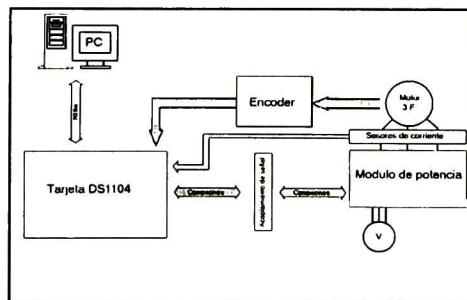 PC
Motor
3 F
Encoder
Sensores de corriente
Tarjeta DS1104
Conexiones
Acoplamiento de señal
Conexiones
Modulo de potencia
V